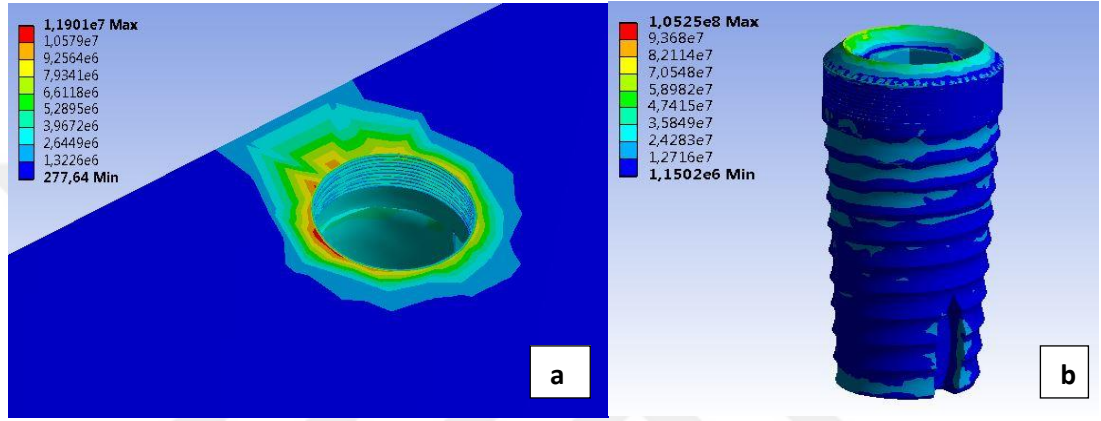 1,1901e7 Max
1,0579e7
9,2564e6
7,9341e6
6,6118e6
5,2895e6
3,9672e6
2,6449e6
1,3226e6
277,64 Min
a
1,0525e8 Max
9,368e7
8,2114e7
7,0548e7
5,8982e7
4,7415e7
3,5849e7
2,4283e7
1,2716e7
1,1502e6 Min
b